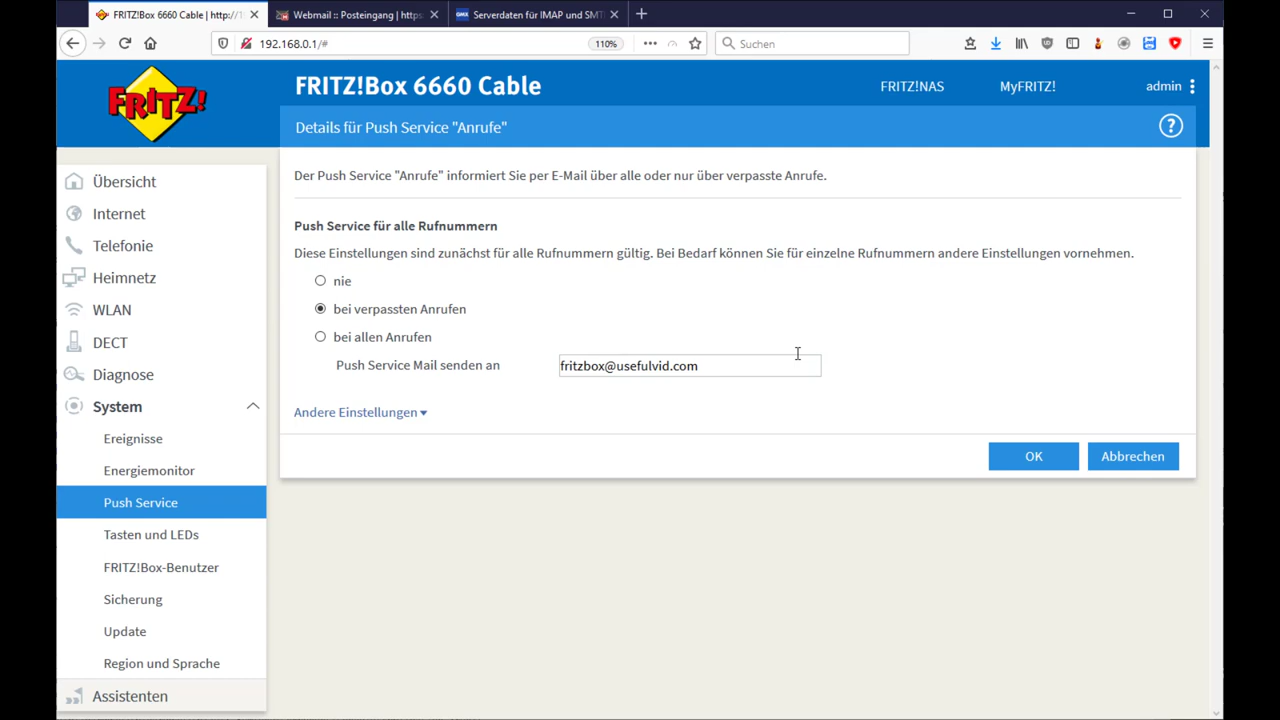 FRITZ!Box 6660 Cable | http://1
Webmail :: Posteingang | https:
GMX
Serverdaten für IMAP und SMT
192.168.0.1/#
110%
Suchen
FRITZ!
FRITZ!Box 6660 Cable
FRITZ!NAS
MyFRITZ!
admin
Details für Push Service "Anrufe"
?
Übersicht
Internet
Telefonie
Heimnetz
WLAN
DECT
Diagnose
System
Ereignisse
Energiemonitor
Push Service
Tasten und LEDs
FRITZ!Box-Benutzer
Sicherung
Update
Region und Sprache
Assistenten
Der Push Service "Anrufe" informiert Sie per E-Mail über alle oder nur über verpasste Anrufe.
Push Service für alle Rufnummern
Diese Einstellungen sind zunächst für alle Rufnummern gültig. Bei Bedarf können Sie für einzelne Rufnummern andere Einstellungen vornehmen.
nie
bei verpassten Anrufen
bei allen Anrufen
Push Service Mail senden an
fritzbox@usefulvid.com
Andere Einstellungen
OK
Abbrechen